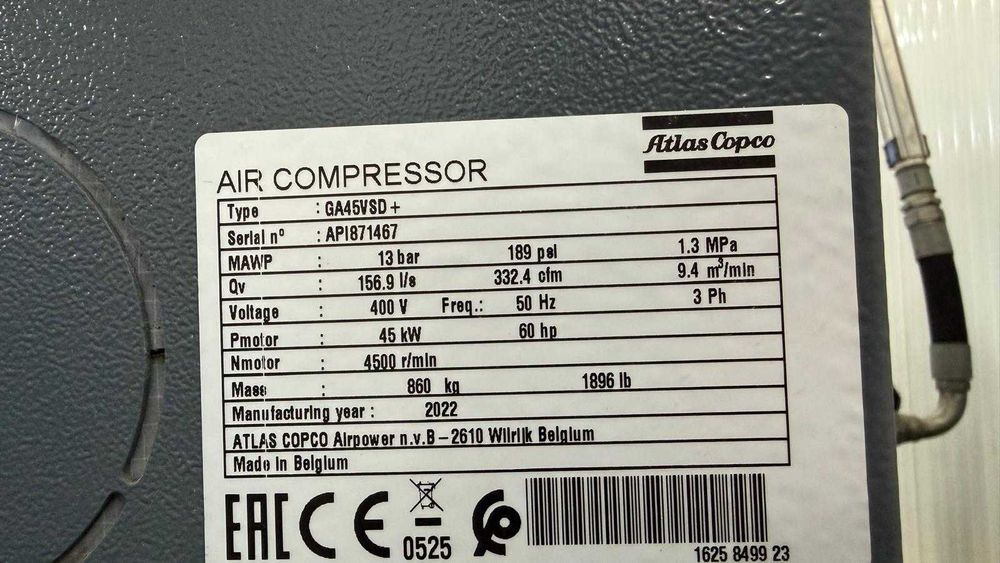 Atlas Copco
AIR COMPRESSOR
Type : GA45VSD+
Serial nº : API871467
MAWP : 13 bar 189 psi 1.3 MPa
Qv : 156.9 l/s 332.4 cfm 9.4 m³/min
Voltage : 400 V Freq.: 50 Hz 3 Ph
Pmotor : 45 kW 60 hp
Nmotor : 4500 r/min
Mass : 860 kg 1896 lb
Manufacturing year : 2022
ATLAS COPCO Airpower n.v.B – 2610 Wilrijk Belgium
Made in Belgium
EAC CE 0525
1625 8499 23